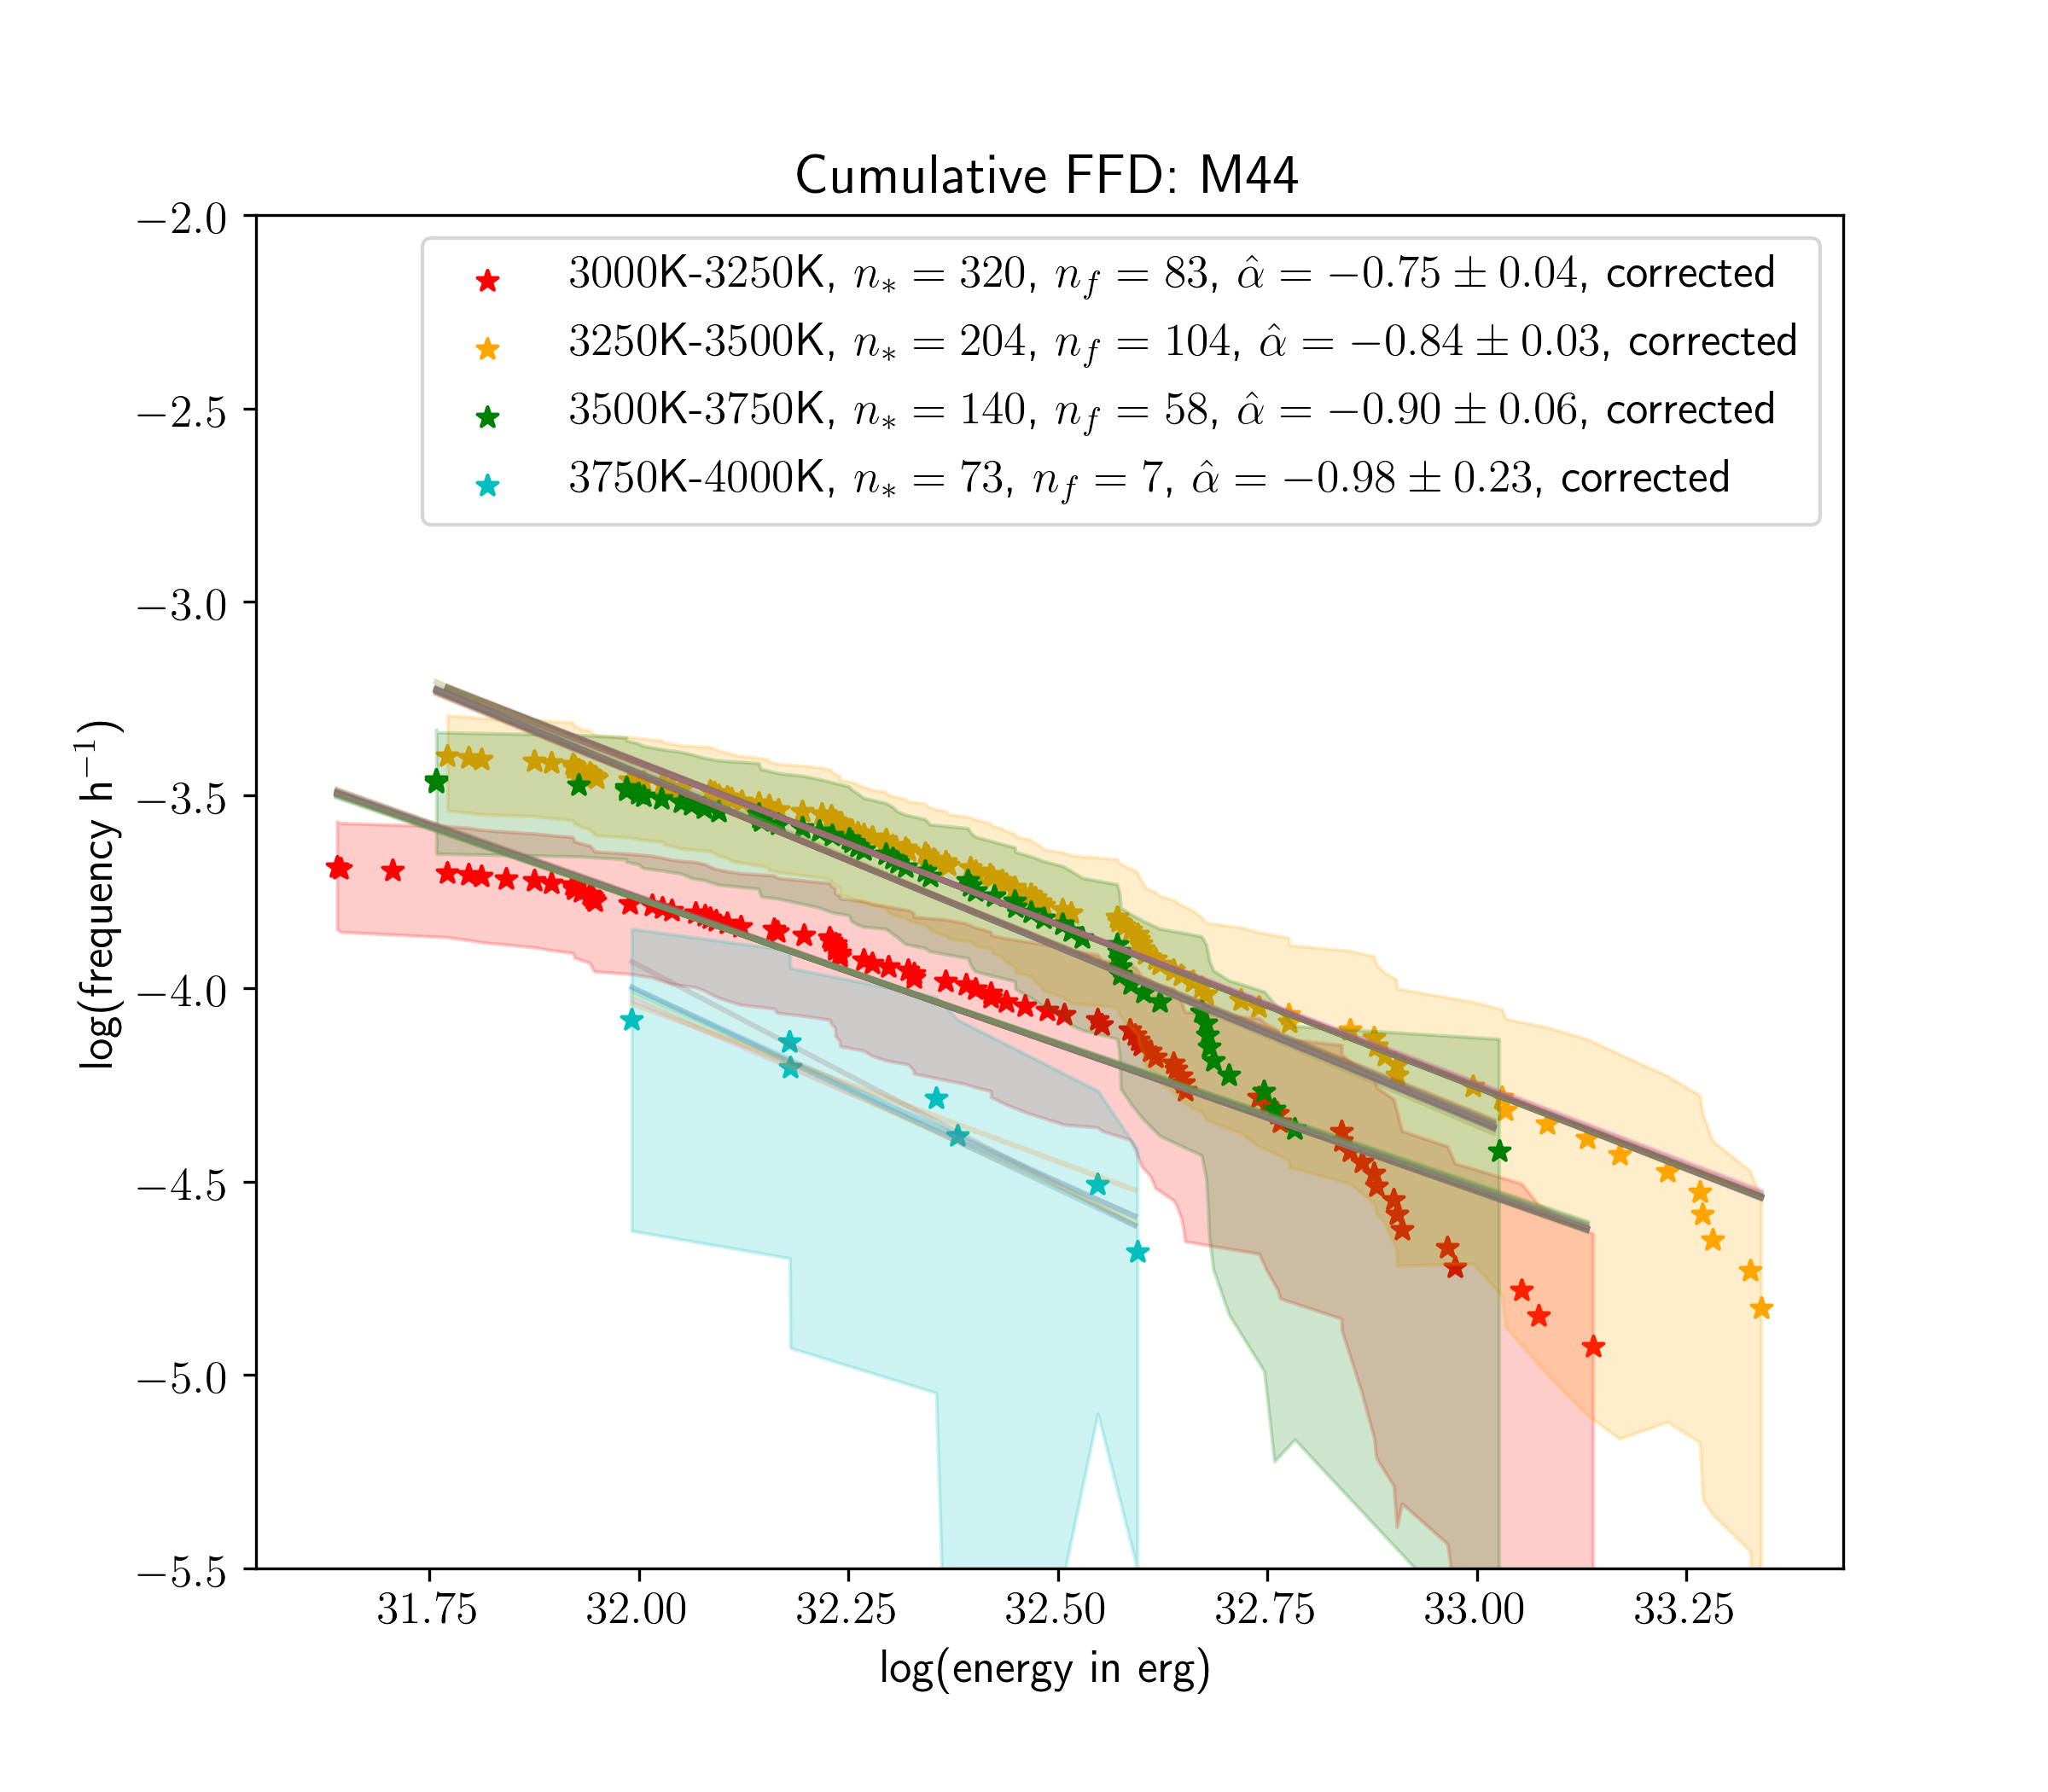 Cumulative FFD: M44
3000K-3250K, $n_* = 320$, $n_f = 83$, $\hat{\alpha} = -0.75 \pm 0.04$, corrected
3250K-3500K, $n_* = 204$, $n_f = 104$, $\hat{\alpha} = -0.84 \pm 0.03$, corrected
3500K-3750K, $n_* = 140$, $n_f = 58$, $\hat{\alpha} = -0.90 \pm 0.06$, corrected
3750K-4000K, $n_* = 73$, $n_f = 7$, $\hat{\alpha} = -0.98 \pm 0.23$, corrected
log(frequency h$^{-1}$)
−2.0
−2.5
−3.0
−3.5
−4.0
−4.5
−5.0
−5.5
31.75 32.00 32.25 32.50 32.75 33.00 33.25
log(energy in erg)